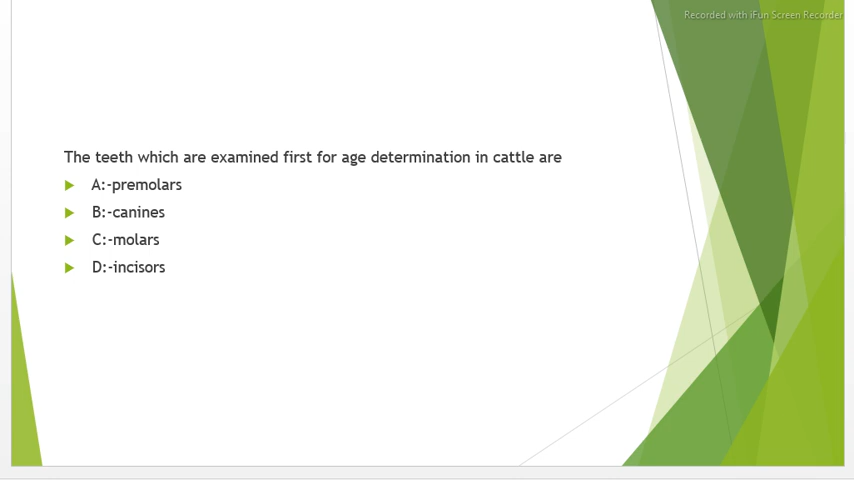 Recorded with iFun Screen Recorder
The teeth which are examined first for age determination in cattle are
A:-premolars
B:-canines
C:-molars
D:-incisors